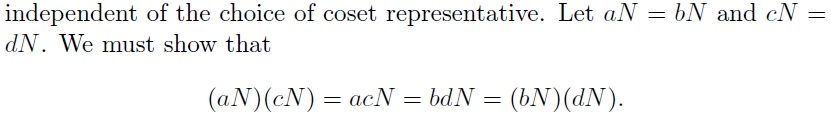 independent of the choice of coset representative. Let aN = bN and cN =
dN. We must show that
(aN)(cN) = acN = bdN = (bN)(dN).